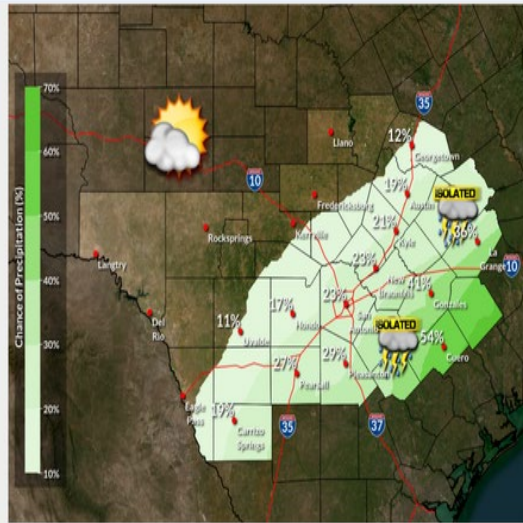 Chance of Precipitation (%)
70%
60%
50%
40%
30%
20%
10%
35
Llano
12%
Georgetown
10
19%
Austin
ISOLATED
Fredericksburg
21%
Kyle
36%
La
Grange
10
Rocksprings
Kerrville
23%
New
Braunfels
Langtry
41%
Gonzales
Del
Rio
17%
Hondo
23%
San
Antonio
ISOLATED
11%
Uvalde
54%
Cuero
27%
Pearsall
29%
Pleasanton
Eagle
Pass
19%
Carrizo
Springs
35
37